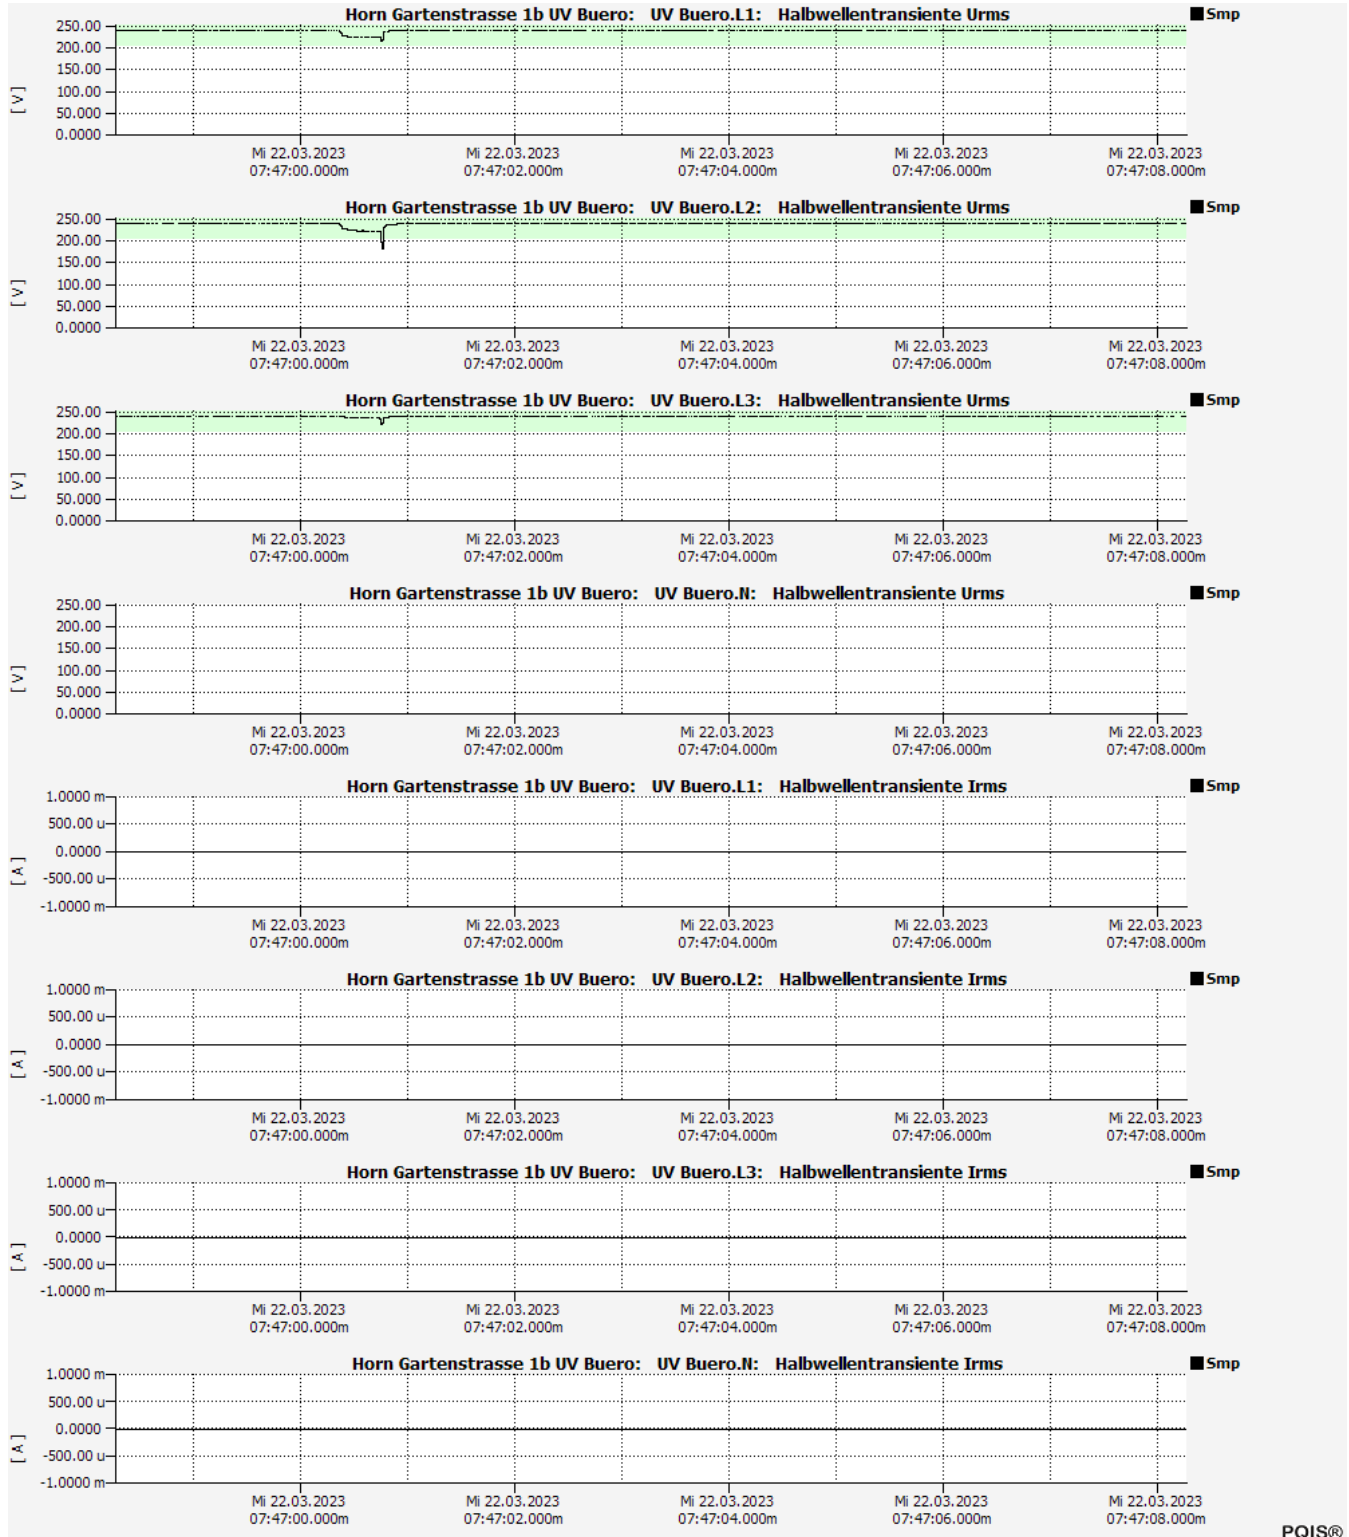 Horn Gartenstrasse 1b UV Buero: UV Buero.L1: Halbwellentransiente Urms
Smp
250.00
200.00
150.00
100.00
50.000
0.0000
[ V ]
Mi 22.03.2023 Mi 22.03.2023 Mi 22.03.2023 Mi 22.03.2023 Mi 22.03.2023
07:47:00.000m 07:47:02.000m 07:47:04.000m 07:47:06.000m 07:47:08.000m
Horn Gartenstrasse 1b UV Buero: UV Buero.L2: Halbwellentransiente Urms
Smp
250.00
200.00
150.00
100.00
50.000
0.0000
[ V ]
Mi 22.03.2023 Mi 22.03.2023 Mi 22.03.2023 Mi 22.03.2023 Mi 22.03.2023
07:47:00.000m 07:47:02.000m 07:47:04.000m 07:47:06.000m 07:47:08.000m
Horn Gartenstrasse 1b UV Buero: UV Buero.L3: Halbwellentransiente Urms
Smp
250.00
200.00
150.00
100.00
50.000
0.0000
[ V ]
Mi 22.03.2023 Mi 22.03.2023 Mi 22.03.2023 Mi 22.03.2023 Mi 22.03.2023
07:47:00.000m 07:47:02.000m 07:47:04.000m 07:47:06.000m 07:47:08.000m
Horn Gartenstrasse 1b UV Buero: UV Buero.N: Halbwellentransiente Urms
Smp
250.00
200.00
150.00
100.00
50.000
0.0000
[ V ]
Mi 22.03.2023 Mi 22.03.2023 Mi 22.03.2023 Mi 22.03.2023 Mi 22.03.2023
07:47:00.000m 07:47:02.000m 07:47:04.000m 07:47:06.000m 07:47:08.000m
Horn Gartenstrasse 1b UV Buero: UV Buero.L1: Halbwellentransiente Irms
Smp
1.0000 m
500.00 u
0.0000
-500.00 u
-1.0000 m
[ A ]
Mi 22.03.2023 Mi 22.03.2023 Mi 22.03.2023 Mi 22.03.2023 Mi 22.03.2023
07:47:00.000m 07:47:02.000m 07:47:04.000m 07:47:06.000m 07:47:08.000m
Horn Gartenstrasse 1b UV Buero: UV Buero.L2: Halbwellentransiente Irms
Smp
1.0000 m
500.00 u
0.0000
-500.00 u
-1.0000 m
[ A ]
Mi 22.03.2023 Mi 22.03.2023 Mi 22.03.2023 Mi 22.03.2023 Mi 22.03.2023
07:47:00.000m 07:47:02.000m 07:47:04.000m 07:47:06.000m 07:47:08.000m
Horn Gartenstrasse 1b UV Buero: UV Buero.L3: Halbwellentransiente Irms
Smp
1.0000 m
500.00 u
0.0000
-500.00 u
-1.0000 m
[ A ]
Mi 22.03.2023 Mi 22.03.2023 Mi 22.03.2023 Mi 22.03.2023 Mi 22.03.2023
07:47:00.000m 07:47:02.000m 07:47:04.000m 07:47:06.000m 07:47:08.000m
Horn Gartenstrasse 1b UV Buero: UV Buero.N: Halbwellentransiente Irms
Smp
1.0000 m
500.00 u
0.0000
-500.00 u
-1.0000 m
[ A ]
Mi 22.03.2023 Mi 22.03.2023 Mi 22.03.2023 Mi 22.03.2023 Mi 22.03.2023
07:47:00.000m 07:47:02.000m 07:47:04.000m 07:47:06.000m 07:47:08.000m
PQIS®